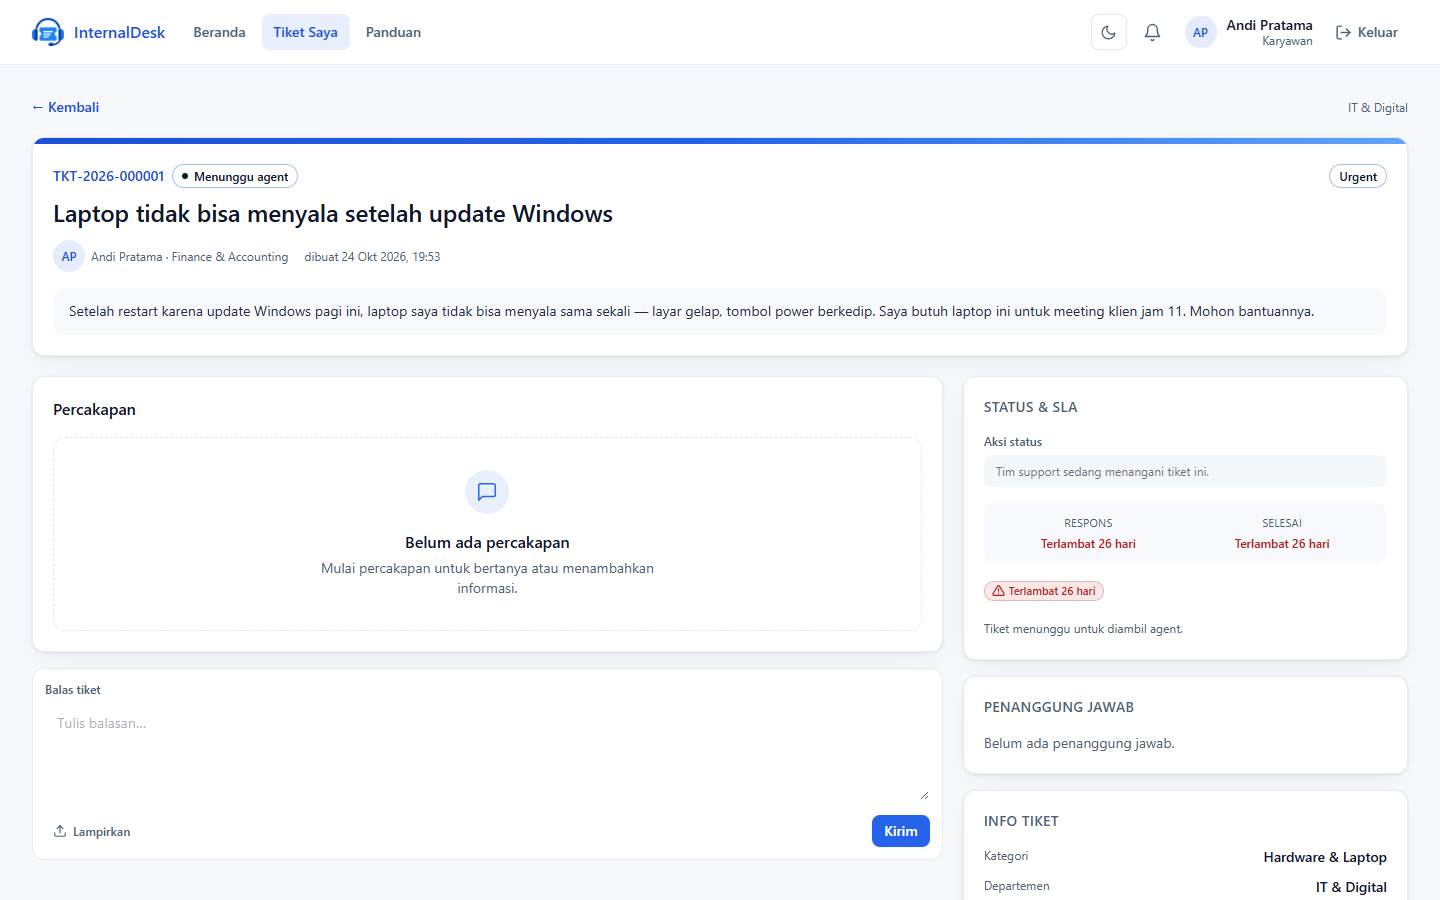 InternalDesk
Beranda
Tiket Saya
Panduan
AP
Andi Pratama
Karyawan
Keluar
← Kembali
IT & Digital
TKT-2026-000001
Menunggu agent
Urgent
Laptop tidak bisa menyala setelah update Windows
AP
Andi Pratama · Finance & Accounting
dibuat 24 Okt 2026, 19:53
Setelah restart karena update Windows pagi ini, laptop saya tidak bisa menyala sama sekali — layar gelap, tombol power berkedip. Saya butuh laptop ini untuk meeting klien jam 11. Mohon bantuannya.
Percakapan
Belum ada percakapan
Mulai percakapan untuk bertanya atau menambahkan
informasi.
Balas tiket
Tulis balasan...
Lampirkan
Kirim
STATUS & SLA
Aksi status
Tim support sedang menangani tiket ini.
RESPONS
SELESAI
Terlambat 26 hari
Terlambat 26 hari
Terlambat 26 hari
Tiket menunggu untuk diambil agent.
PENANGGUNG JAWAB
Belum ada penanggung jawab.
INFO TIKET
Kategori
Hardware & Laptop
Departemen
IT & Digital